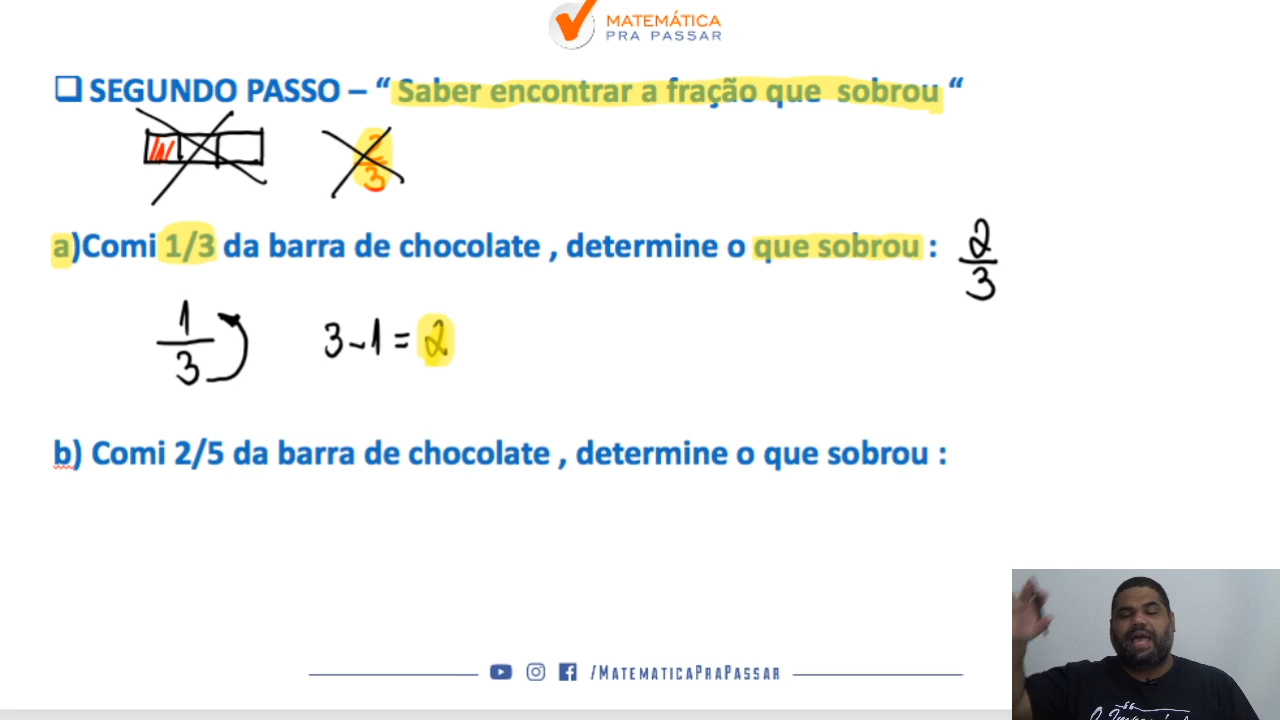 MATEMÁTICA
PRA PASSAR
SEGUNDO PASSO – “ Saber encontrar a fração que sobrou “
2
3
a)Comi 1/3 da barra de chocolate , determine o que sobrou : 2/3
1/3
3-1=2
b) Comi 2/5 da barra de chocolate , determine o que sobrou :
/MATEMATICAPRAPASSAR